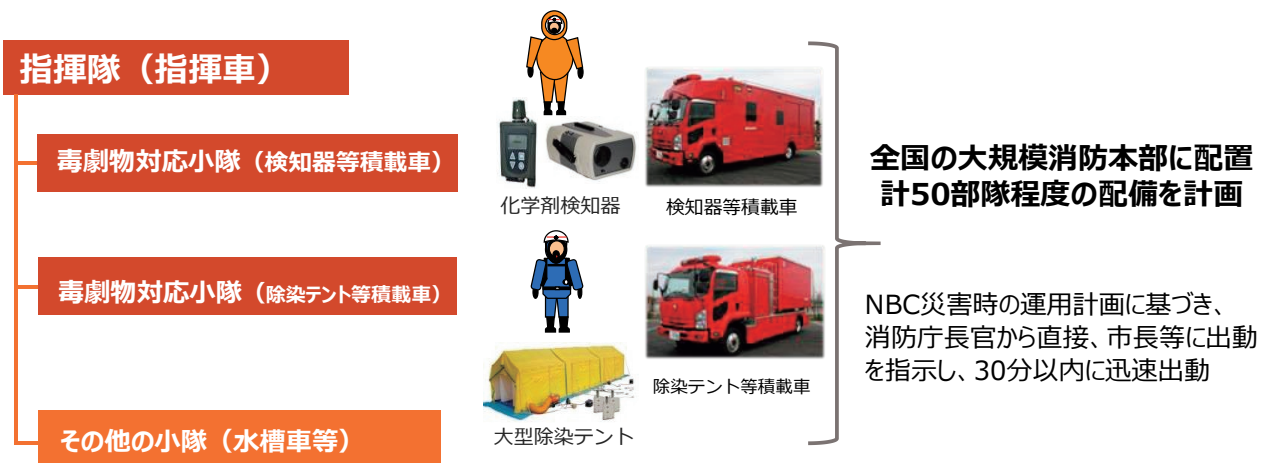 指揮隊（指揮車）
毒劇物対応小隊（検知器等積載車）
化学剤検知器
検知器等積載車
毒劇物対応小隊（除染テント等積載車）
除染テント等積載車
大型除染テント
その他の小隊（水槽車等）
全国の大規模消防本部に配置
計50部隊程度の配備を計画
NBC災害時の運用計画に基づき、
消防庁長官から直接、市長等に出動
を指示し、30分以内に迅速出動